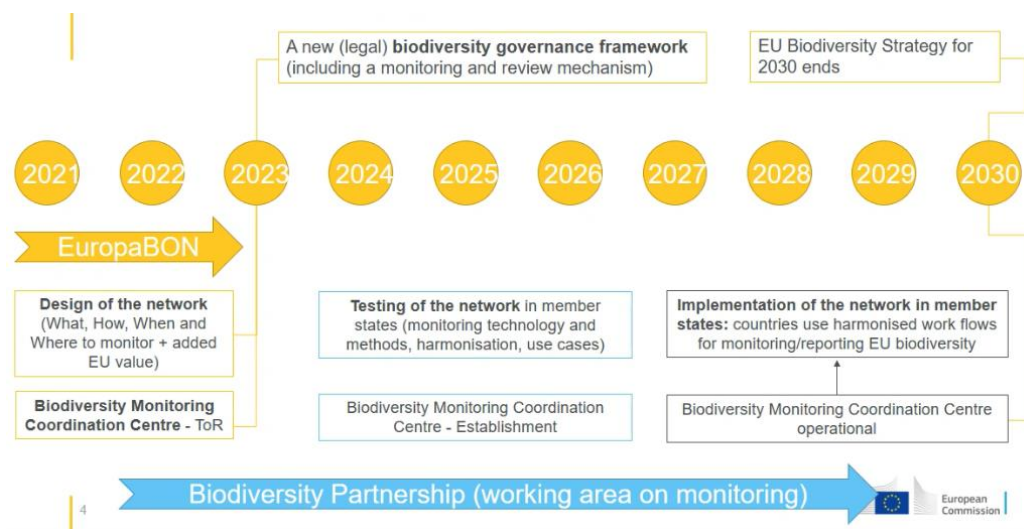 A new (legal) biodiversity governance framework
(including a monitoring and review mechanism)
EU Biodiversity Strategy for
2030 ends
2021
2022
2023
2024
2025
2026
2027
2028
2029
2030
EuropaBON
Design of the network
(What, How, When and
Where to monitor + added
EU value)
Testing of the network in member
states (monitoring technology and
methods, harmonisation, use cases)
Implementation of the network in member
states: countries use harmonised work flows
for monitoring/reporting EU biodiversity
Biodiversity Monitoring
Coordination Centre - ToR
Biodiversity Monitoring Coordination
Centre - Establishment
Biodiversity Monitoring Coordination Centre
operational
Biodiversity Partnership (working area on monitoring)
4
European
Commission